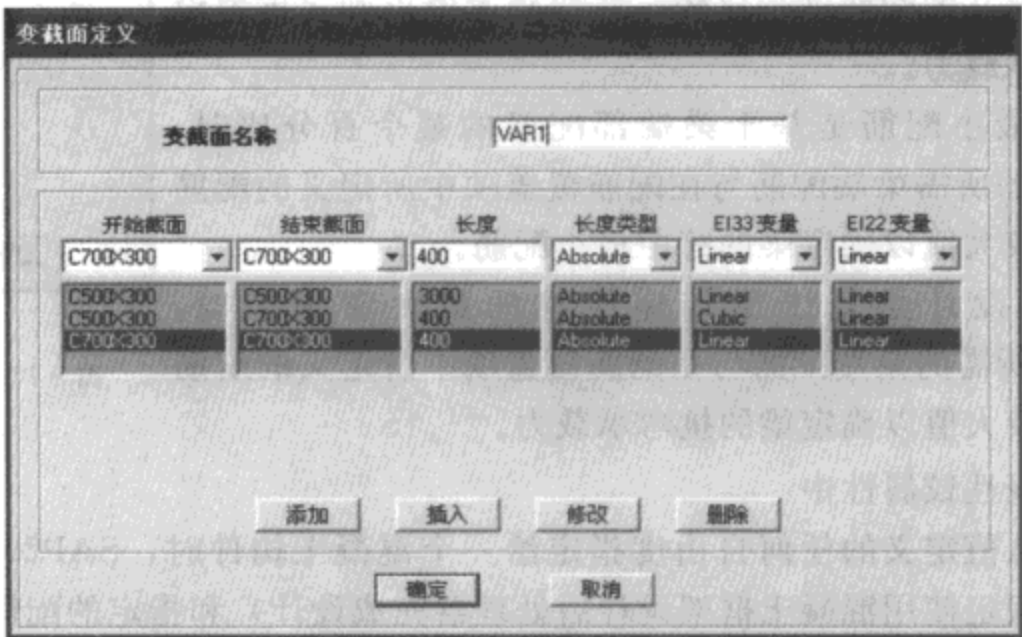 变截面定义
变截面名称 VAR1
开始截面 结束截面 长度 长度类型 EI33变量 EI22变量
C700X300 C700X300 400 Absolute Linear Linear
C500X300 C500X300 3000 Absolute Linear Linear
C500X300 C700X300 400 Absolute Cubic Linear
C700X300 C700X300 400 Absolute Linear Linear
添加 插入 修改 删除
确定 取消